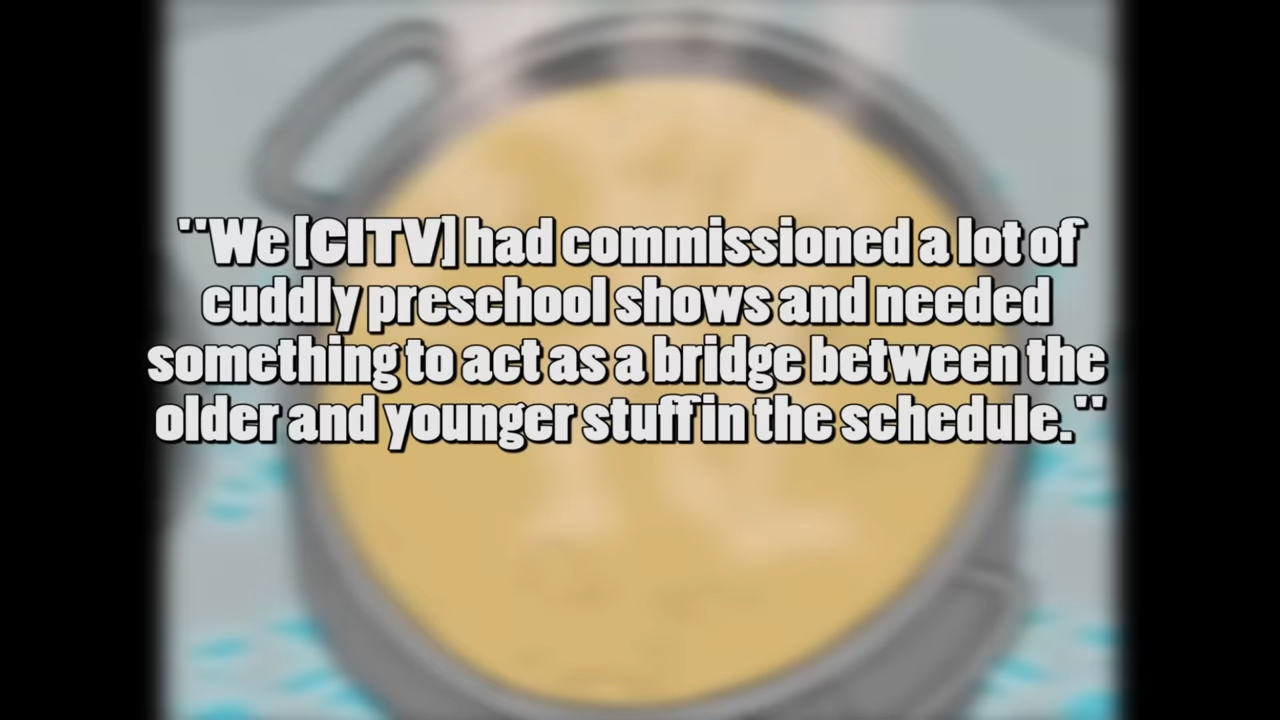 "We [CITV] had commissioned a lot of
cuddly preschool shows and needed
something to act as a bridge between the
older and younger stuff in the schedule."